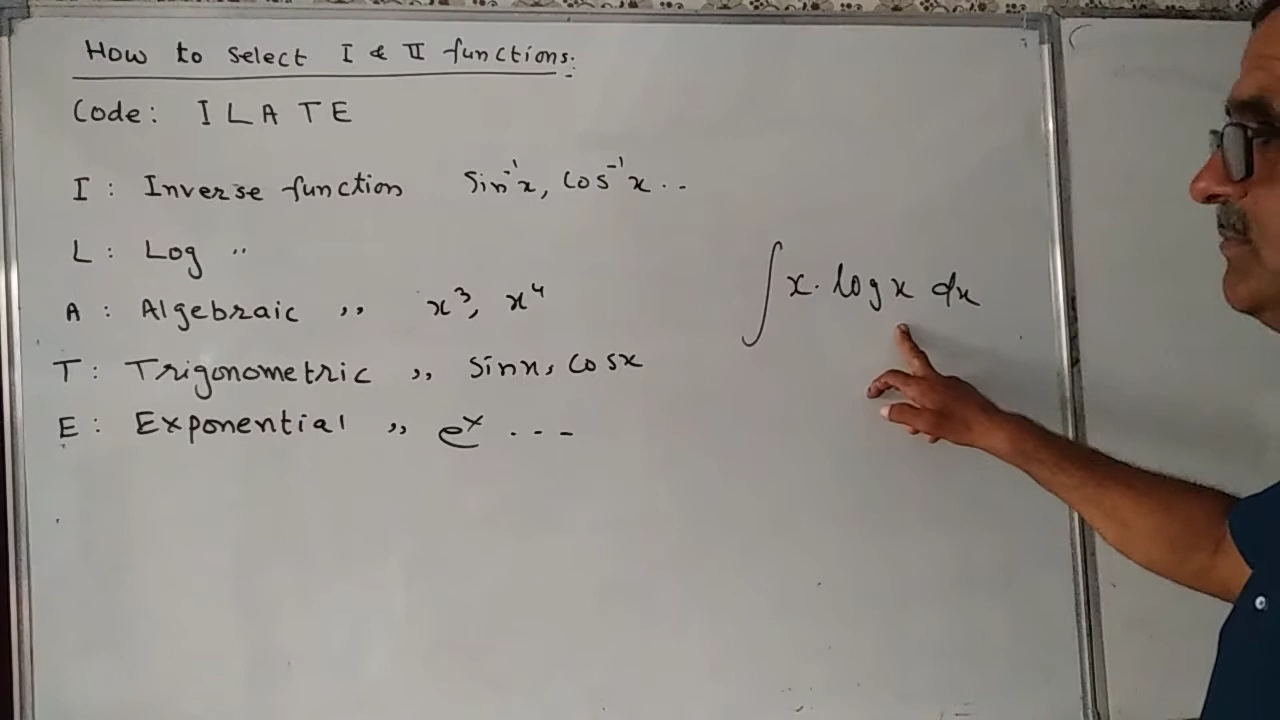 How to select I & II functions:
Code: I L A T E
I : Inverse function sin⁻¹x, cos⁻¹x ..
L : Log "
A : Algebraic ,, x³, x⁴
T : Trigonometric ,, sinx, cosx
E : Exponential ,, eˣ ---
∫x. logx dx